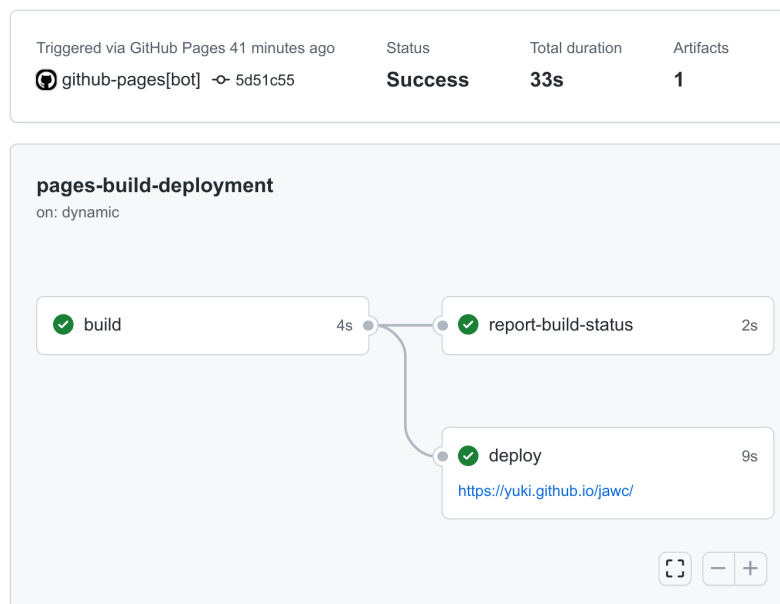 Triggered via GitHub Pages 41 minutes ago
github-pages[bot] 5d51c55
Status
Success
Total duration
33s
Artifacts
1
pages-build-deployment
on: dynamic
build 4s
report-build-status 2s
deploy 9s
https://yuki.github.io/jawc/